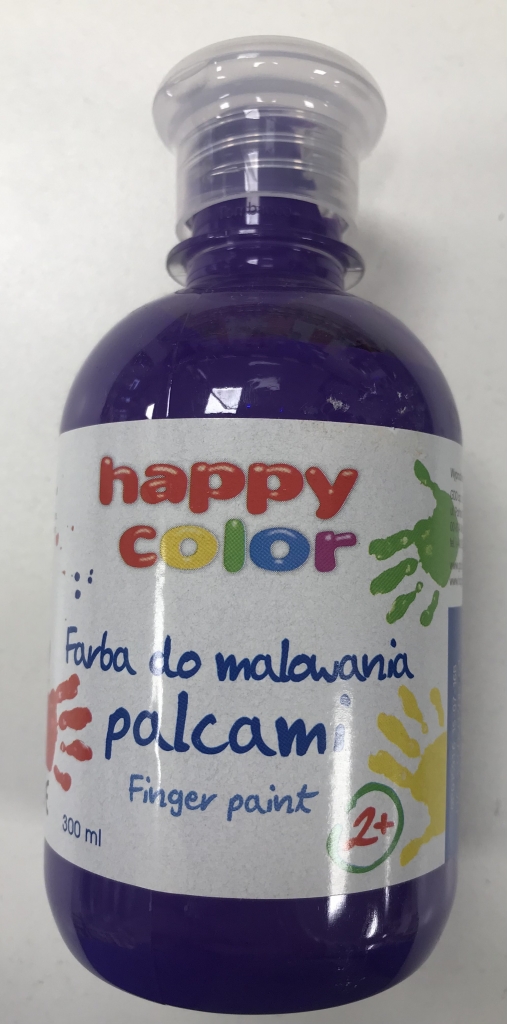 happy
color
Farba do malowania
palcami
Finger paint
2+
300 ml